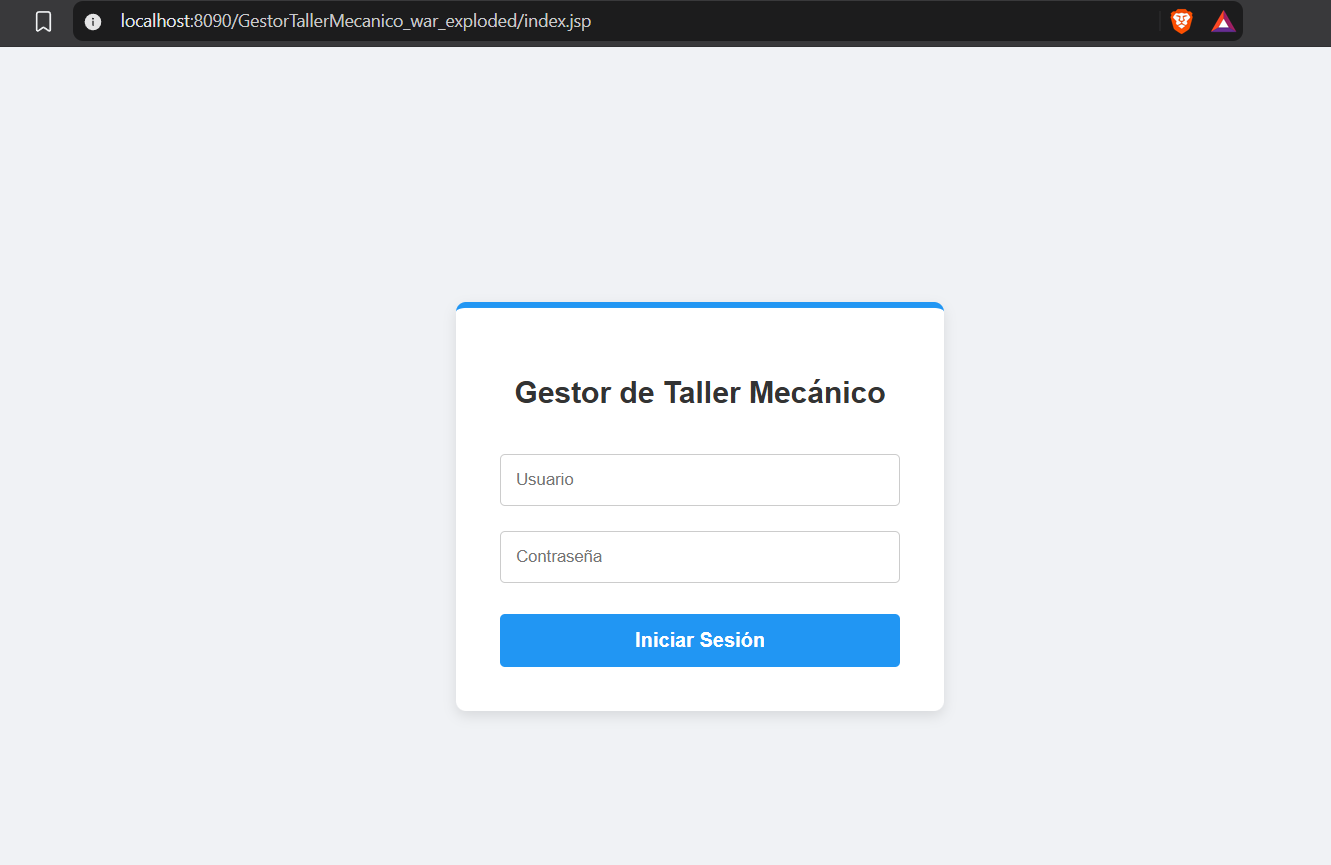 localhost:8090/GestorTallerMecanico_war_exploded/index.jsp
Gestor de Taller Mecánico
Usuario
Contraseña
Iniciar Sesión